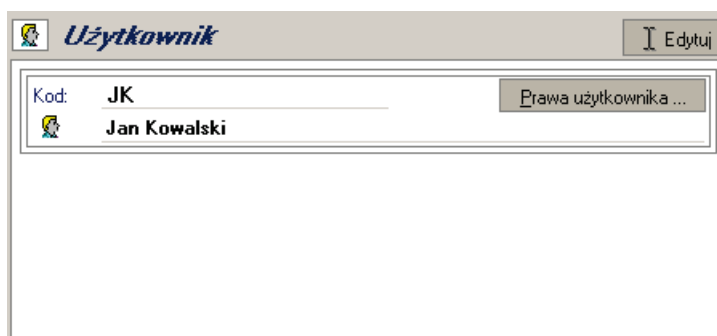 Użytkownik
Edytuj
Kod: JK
Prawa użytkownika ...
Jan Kowalski